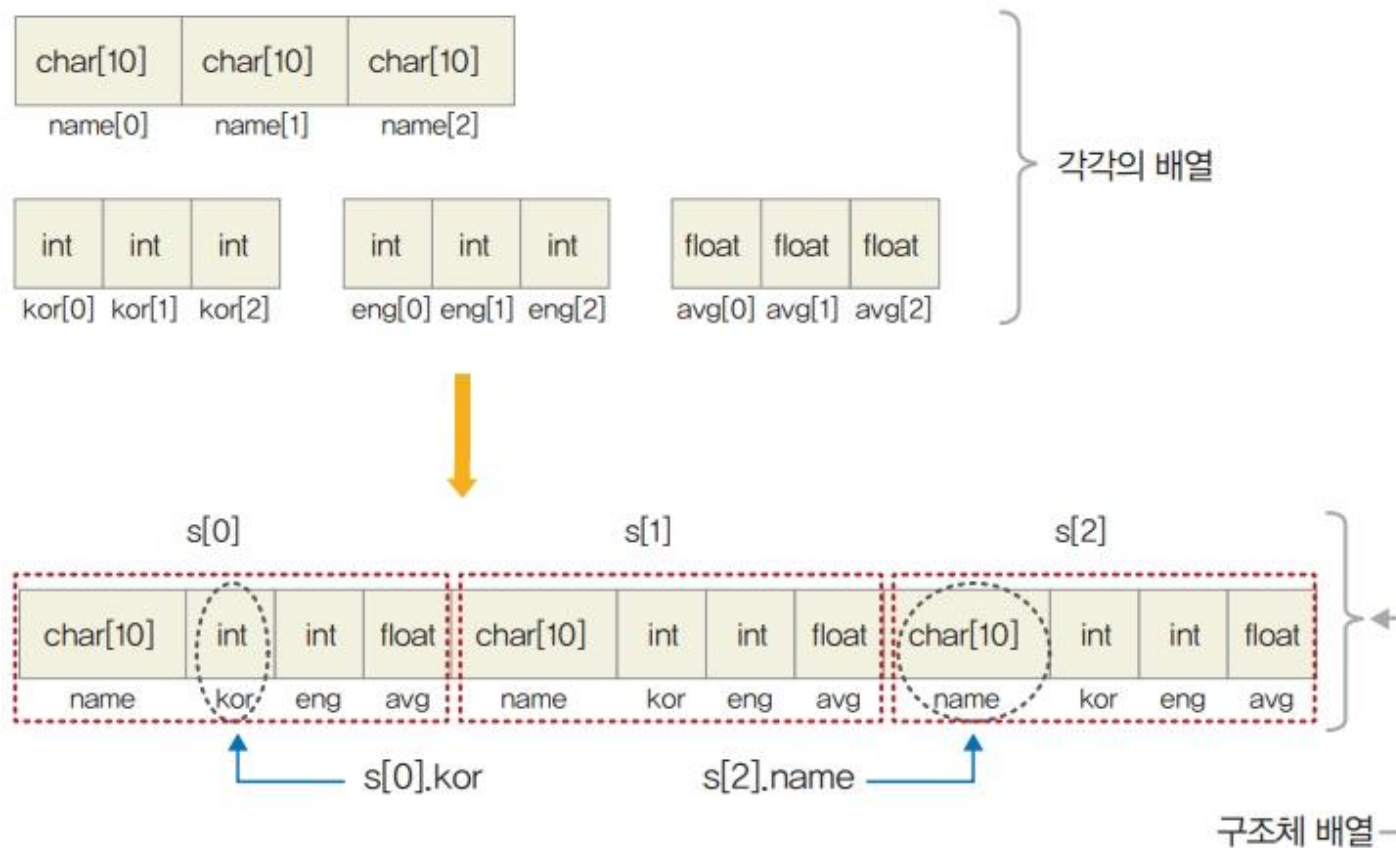 char[10] char[10] char[10]
name[0] name[1] name[2]
각각의 배열
int int int int int int float float float
kor[0] kor[1] kor[2] eng[0] eng[1] eng[2] avg[0] avg[1] avg[2]
s[0] s[1] s[2]
char[10] int int float char[10] int int float char[10] int int float
name kor eng avg name kor eng avg name kor eng avg
s[0].kor s[2].name
구조체 배열